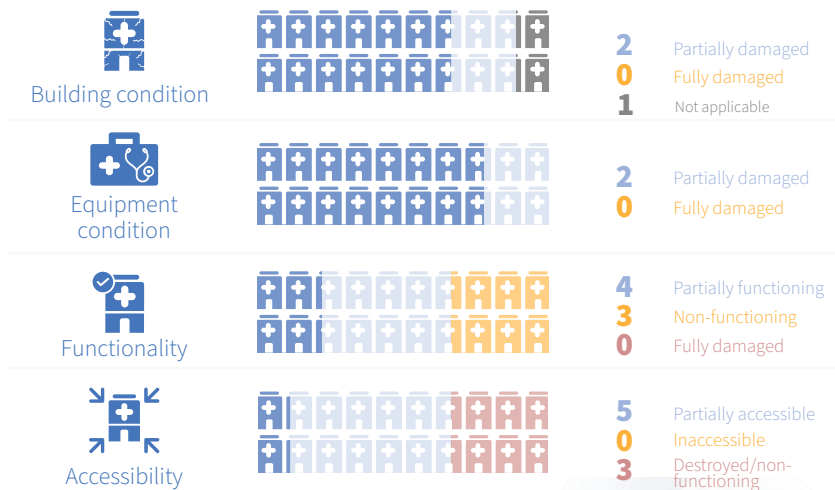 Building condition
2 Partially damaged
0 Fully damaged
1 Not applicable
Equipment
condition
2 Partially damaged
0 Fully damaged
Functionality
4 Partially functioning
3 Non-functioning
0 Fully damaged
Accessibility
5 Partially accessible
0 Inaccessible
3 Destroyed/non-
functioning